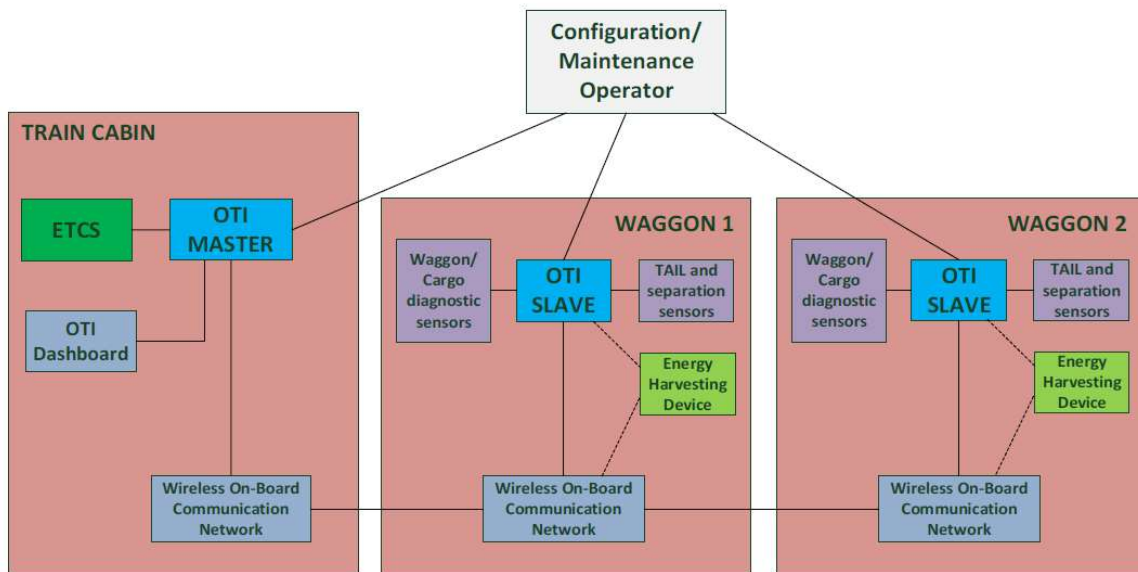 Configuration/
Maintenance
Operator
TRAIN CABIN
ETCS
OTI
MASTER
OTI
Dashboard
Wireless On-Board
Communication
Network
WAGGON 1
Waggon/
Cargo
diagnostic
sensors
OTI
SLAVE
TAIL and
separation
sensors
Energy
Harvesting
Device
Wireless On-Board
Communication
Network
WAGGON 2
Waggon/
Cargo
diagnostic
sensors
OTI
SLAVE
TAIL and
separation
sensors
Energy
Harvesting
Device
Wireless On-Board
Communication
Network